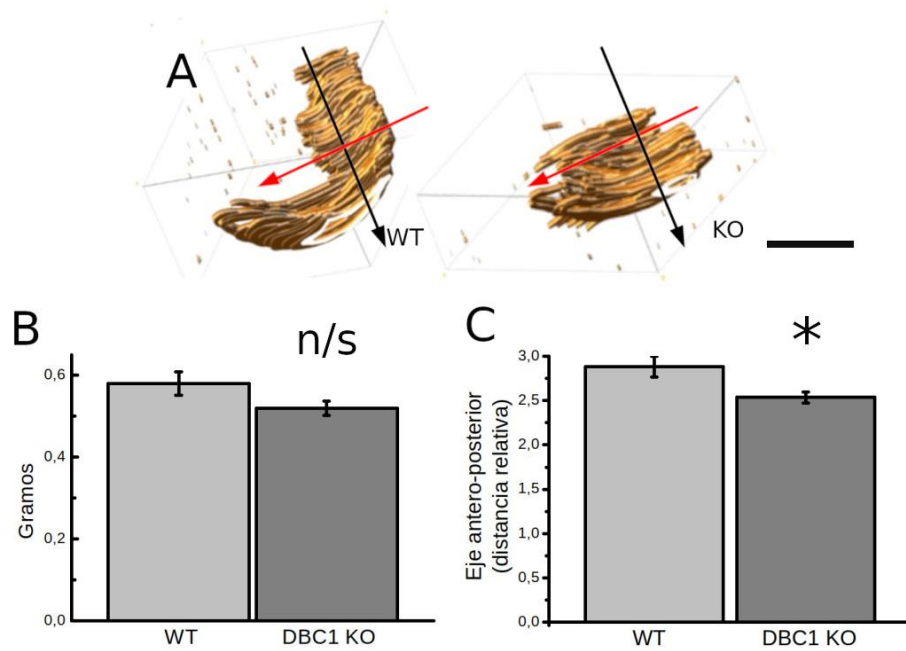 A
WT
KO
B
n/s
0,6
0,4
0,2
0,0
Gramos
WT
DBC1 KO
C
*
3,0
2,5
2,0
1,5
1,0
0,5
0,0
Eje antero-posterior
(distancia relativa)
WT
DBC1 KO